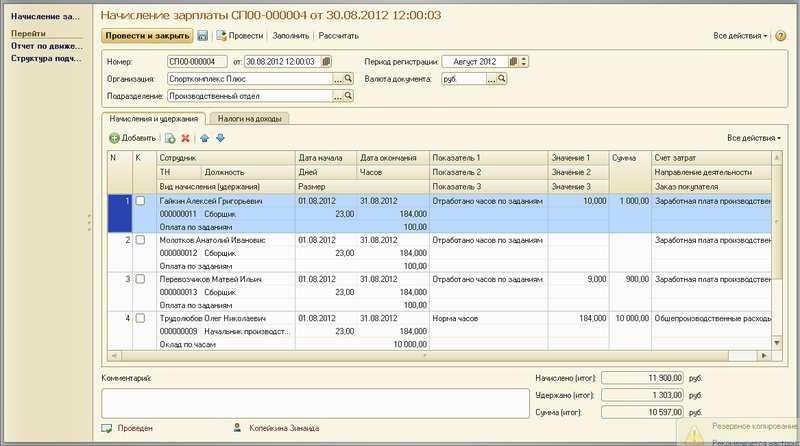 Начисление зарплаты СП00-000004 от 30.08.2012 12:00:03
Начисление за...
Перейти
Отчет по движе...
Структура подч...
Провести и закрыть Провести Заполнить Рассчитать Все действия
Номер: СП00-000004 от: 30.08.2012 12:00:03 Период регистрации: Август 2012
Организация: Спорткомплекс Плюс Валюта документа: руб.
Подразделение: Производственный отдел
Начисления и удержания Налоги на доходы
Добавить Все действия
N К Сотрудник Дата начала Дата окончания Показатель 1 Значение 1 Сумма Счет затрат
ТН Должность Дней Часов Показатель 2 Значение 2 Направление деятельности
Вид начисления (удержания) Размер Показатель 3 Значение 3 Заказ покупателя
1 Гайкин Алексей Григорьевич 01.08.2012 31.08.2012 Отработано часов по заданиям 10,000 1 000,00 Заработная плата производствен
000000011 Сборщик 23,00 184,000
Оплата по заданиям 100,00
2 Молотков Анатолий Иванович 01.08.2012 31.08.2012 Отработано часов по заданиям Заработная плата производствен
000000012 Сборщик 23,00 184,000
Оплата по заданиям 100,00
3 Перевозчиков Матвей Ильич 01.08.2012 31.08.2012 Отработано часов по заданиям 9,000 900,00 Заработная плата производствен
000000013 Сборщик 23,00 184,000
Оплата по заданиям 100,00
4 Трудолюбов Олег Николаевич 01.08.2012 31.08.2012 Норма часов 184,000 10 000,00 Общепроизводственные расходы
000000009 Начальник производст... 23,00 184,000
Оклад по часам 10 000,00
Комментарий:
Начислено (итог): 11 900,00 руб.
Удержано (итог): 1 303,00 руб.
Сумма (итог): 10 597,00 руб.
Проведен Копейкина Зинаида
Резервное копирование
Рекомендуется настрои